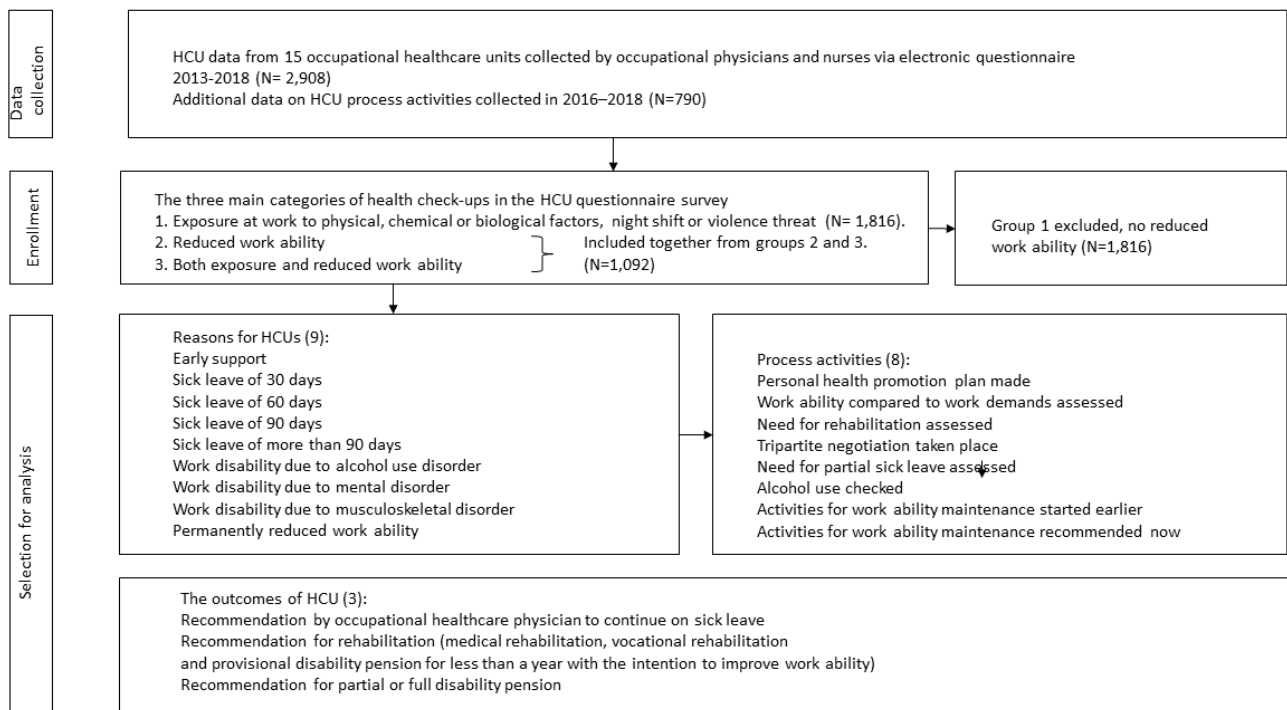 Data
collection
HCU data from 15 occupational healthcare units collected by occupational physicians and nurses via electronic questionnaire
2013-2018 (N= 2,908)
Additional data on HCU process activities collected in 2016–2018 (N=790)
Enrollment
The three main categories of health check-ups in the HCU questionnaire survey
1. Exposure at work to physical, chemical or biological factors, night shift or violence threat (N= 1,816).
2. Reduced work ability
3. Both exposure and reduced work ability
Included together from groups 2 and 3.
(N=1,092)
Group 1 excluded, no reduced
work ability (N=1,816)
Selection for analysis
Reasons for HCUs (9):
Early support
Sick leave of 30 days
Sick leave of 60 days
Sick leave of 90 days
Sick leave of more than 90 days
Work disability due to alcohol use disorder
Work disability due to mental disorder
Work disability due to musculoskeletal disorder
Permanently reduced work ability
Process activities (8):
Personal health promotion plan made
Work ability compared to work demands assessed
Need for rehabilitation assessed
Tripartite negotiation taken place
Need for partial sick leave assessed
Alcohol use checked
Activities for work ability maintenance started earlier
Activities for work ability maintenance recommended now
The outcomes of HCU (3):
Recommendation by occupational healthcare physician to continue on sick leave
Recommendation for rehabilitation (medical rehabilitation, vocational rehabilitation
and provisional disability pension for less than a year with the intention to improve work ability)
Recommendation for partial or full disability pension